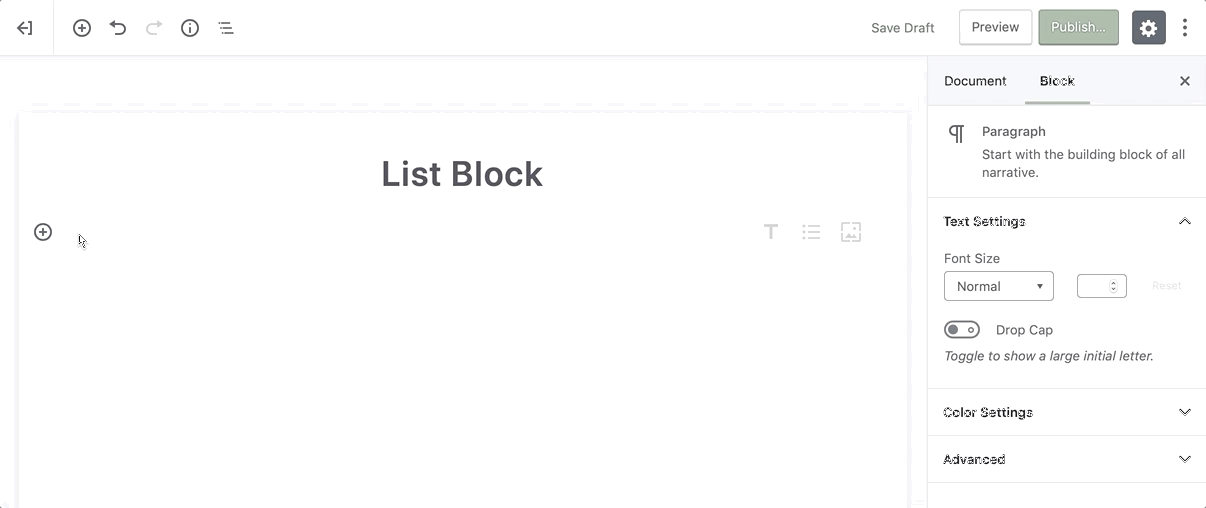 Save Draft
Preview
Publish...
Document
Block
Paragraph
Start with the building block of all
narrative.
List Block
Text Settings
Font Size
Normal
Reset
Drop Cap
Toggle to show a large initial letter.
Color Settings
Advanced